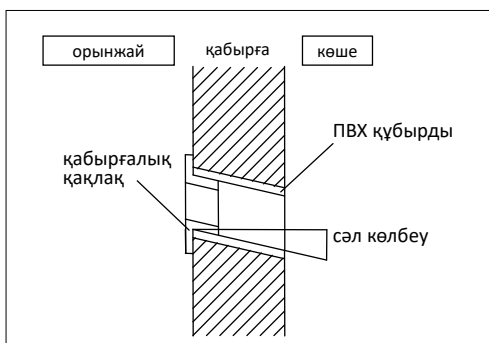 орынжай
қабырға
көше
ПВХ құбырды
қабырғалық
қақлақ
сәл көлбеу